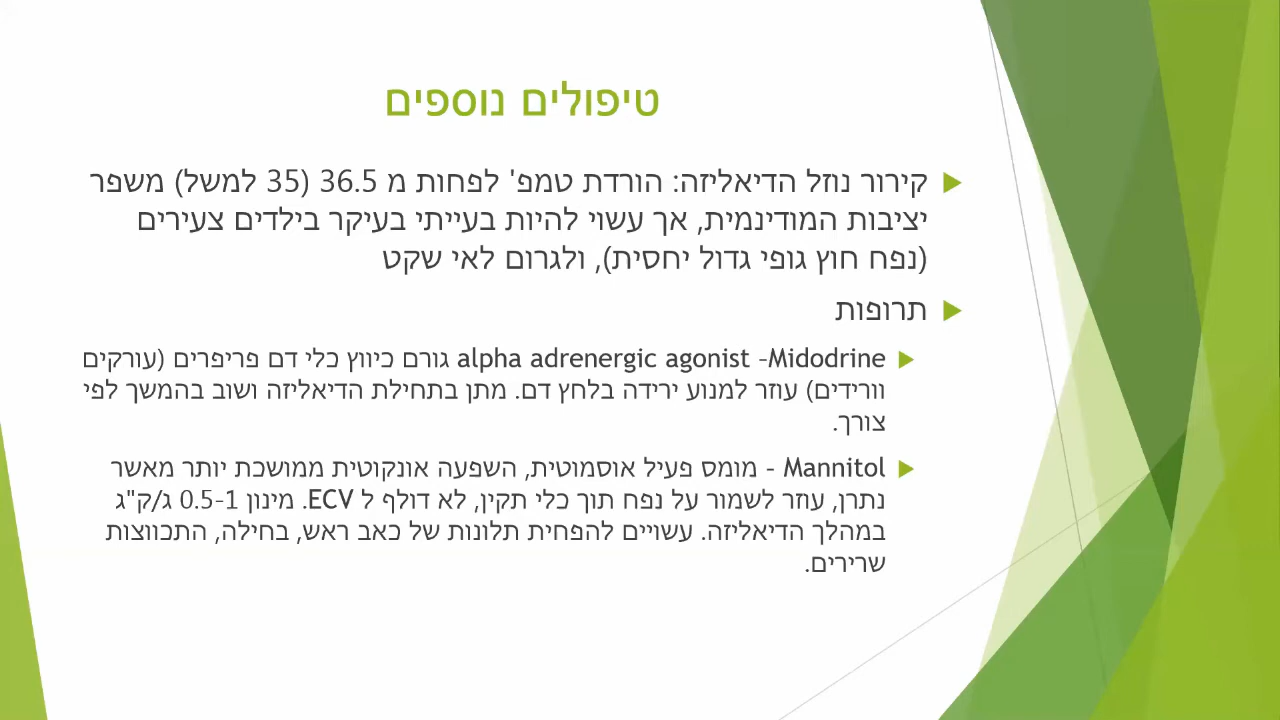 טיפולים נוספים
קירור נוזל הדיאליזה: הורדת טמפ' לפחות מ 36.5 (35 למשל) משפר
יציבות המודינמית, אך עשוי להיות בעייתי בעיקר בילדים צעירים
(נפח חוץ גופי גדול יחסית), ולגרום לאי שקט
תרופות
alpha adrenergic agonist –Midodrine גורם כיווץ כלי דם פריפרים (עורקים
וורידים) עוזר למנוע ירידה בלחץ דם. מתן בתחילת הדיאליזה ושוב בהמשך לפי
צורך.
Mannitol - מומס פעיל אוסמוטית, השפעה אונקוטית ממושכת יותר מאשר
נתרן, עוזר לשמור על נפח תוך כלי תקין, לא דולף ל ECV. מינון 0.5-1 ג/ק"ג
במהלך הדיאליזה. עשויים להפחית תלונות של כאב ראש, בחילה, התכווצות
שרירים.